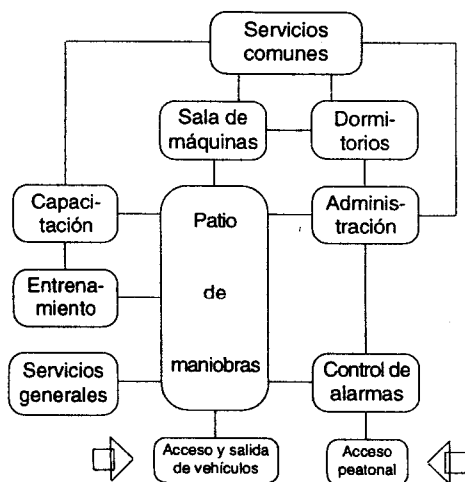 Servicios
comunes
Sala de
máquinas
Dormi-
torios
Capaci-
tación
Patio
de
maniobras
Adminis-
tración
Entrena-
miento
Servicios
generales
Control de
alarmas
Acceso y salida
de vehículos
Acceso
peatonal